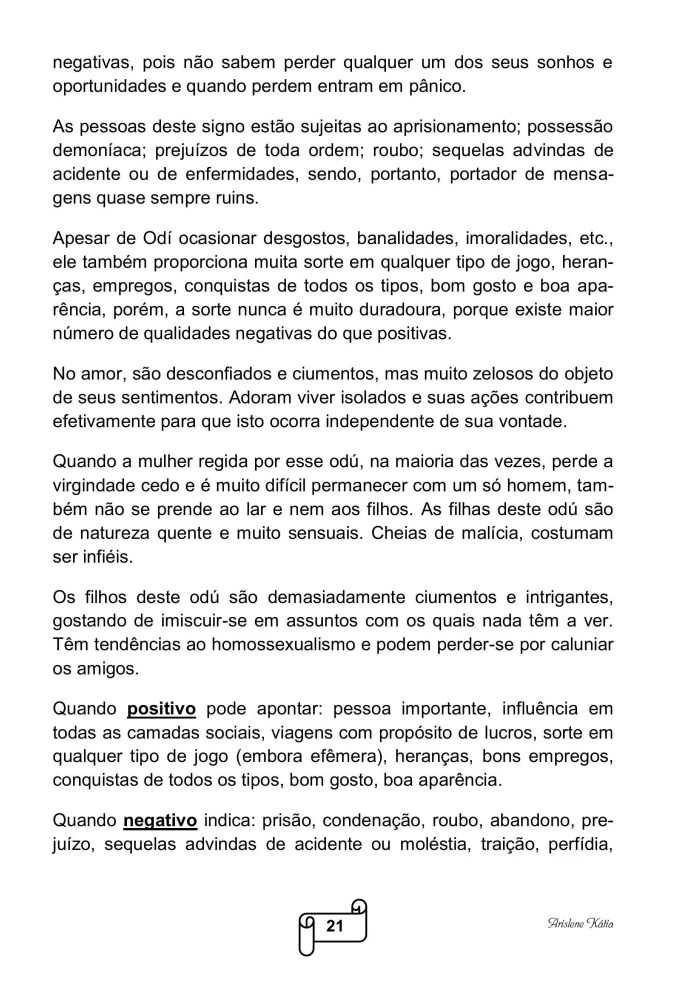 negativas, pois não sabem perder qualquer um dos seus sonhos e
oportunidades e quando perdem entram em pânico.
As pessoas deste signo estão sujeitas ao aprisionamento; possessão
demoníaca; prejuízos de toda ordem; roubo; sequelas advindas de
acidente ou de enfermidades, sendo, portanto, portador de mensa-
gens quase sempre ruins.
Apesar de Odí ocasionar desgostos, banalidades, imoralidades, etc.,
ele também proporciona muita sorte em qualquer tipo de jogo, heran-
ças, empregos, conquistas de todos os tipos, bom gosto e boa apa-
rência, porém, a sorte nunca é muito duradoura, porque existe maior
número de qualidades negativas do que positivas.
No amor, são desconfiados e ciumentos, mas muito zelosos do objeto
de seus sentimentos. Adoram viver isolados e suas ações contribuem
efetivamente para que isto ocorra independente de sua vontade.
Quando a mulher regida por esse odú, na maioria das vezes, perde a
virgindade cedo e é muito difícil permanecer com um só homem, tam-
bém não se prende ao lar e nem aos filhos. As filhas deste odú são
de natureza quente e muito sensuais. Cheias de malícia, costumam
ser infiéis.
Os filhos deste odú são demasiadamente ciumentos e intrigantes,
gostando de imiscuir-se em assuntos com os quais nada têm a ver.
Têm tendências ao homossexualismo e podem perder-se por caluniar
os amigos.
Quando positivo pode apontar: pessoa importante, influência em
todas as camadas sociais, viagens com propósito de lucros, sorte em
qualquer tipo de jogo (embora efêmera), heranças, bons empregos,
conquistas de todos os tipos, bom gosto, boa aparência.
Quando negativo indica: prisão, condenação, roubo, abandono, pre-
juízo, sequelas advindas de acidente ou moléstia, traição, perfídia,
21
Arislene Kátia